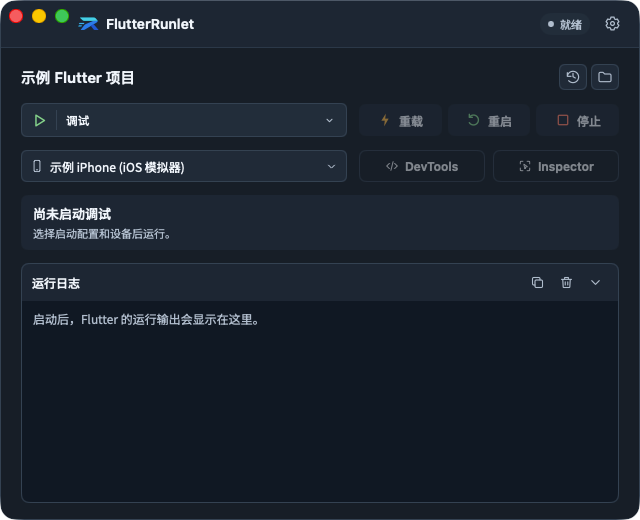 FlutterRunlet
就绪
示例 Flutter 项目
调试
重载
重启
停止
示例 iPhone (iOS 模拟器)
DevTools
Inspector
尚未启动调试
选择启动配置和设备后运行。
运行日志
启动后，Flutter 的运行输出会显示在这里。